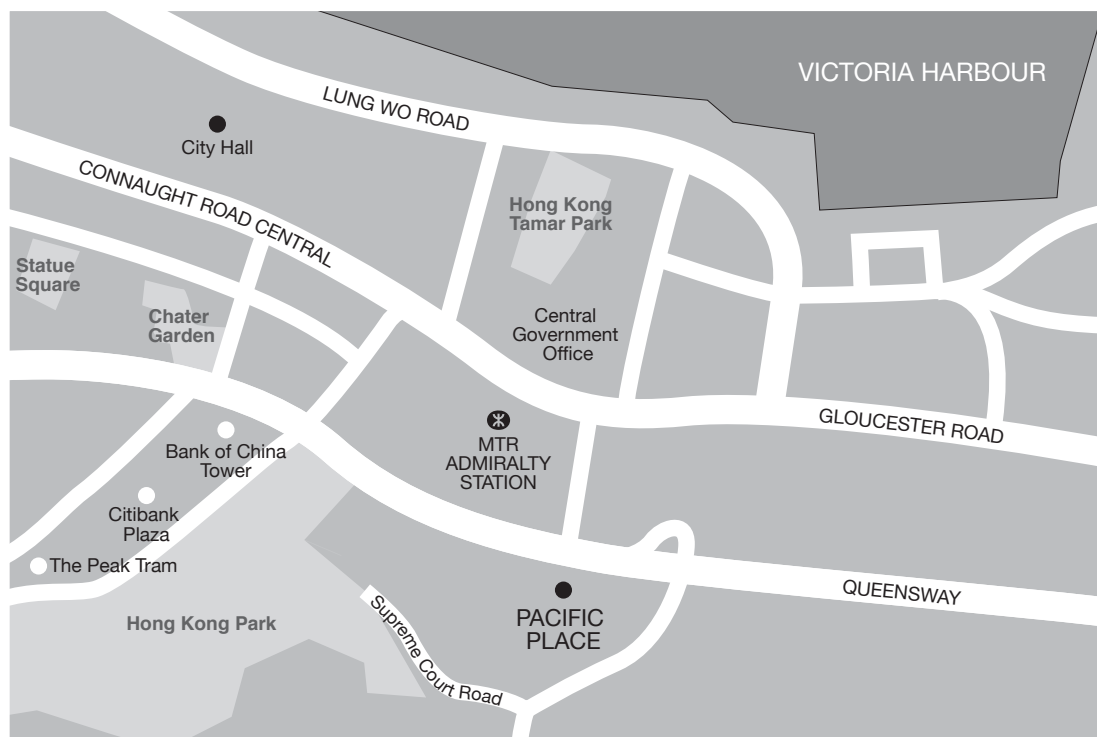 VICTORIA HARBOUR
LUNG WO ROAD
City Hall
CONNAUGHT ROAD CENTRAL
Hong Kong
Tamar Park
Statue
Square
Chater
Garden
Central
Government
Office
GLOUCESTER ROAD
MTR
ADMIRALTY
STATION
Bank of China
Tower
Citibank
Plaza
The Peak Tram
QUEENSWAY
PACIFIC
PLACE
Hong Kong Park
Supreme Court Road